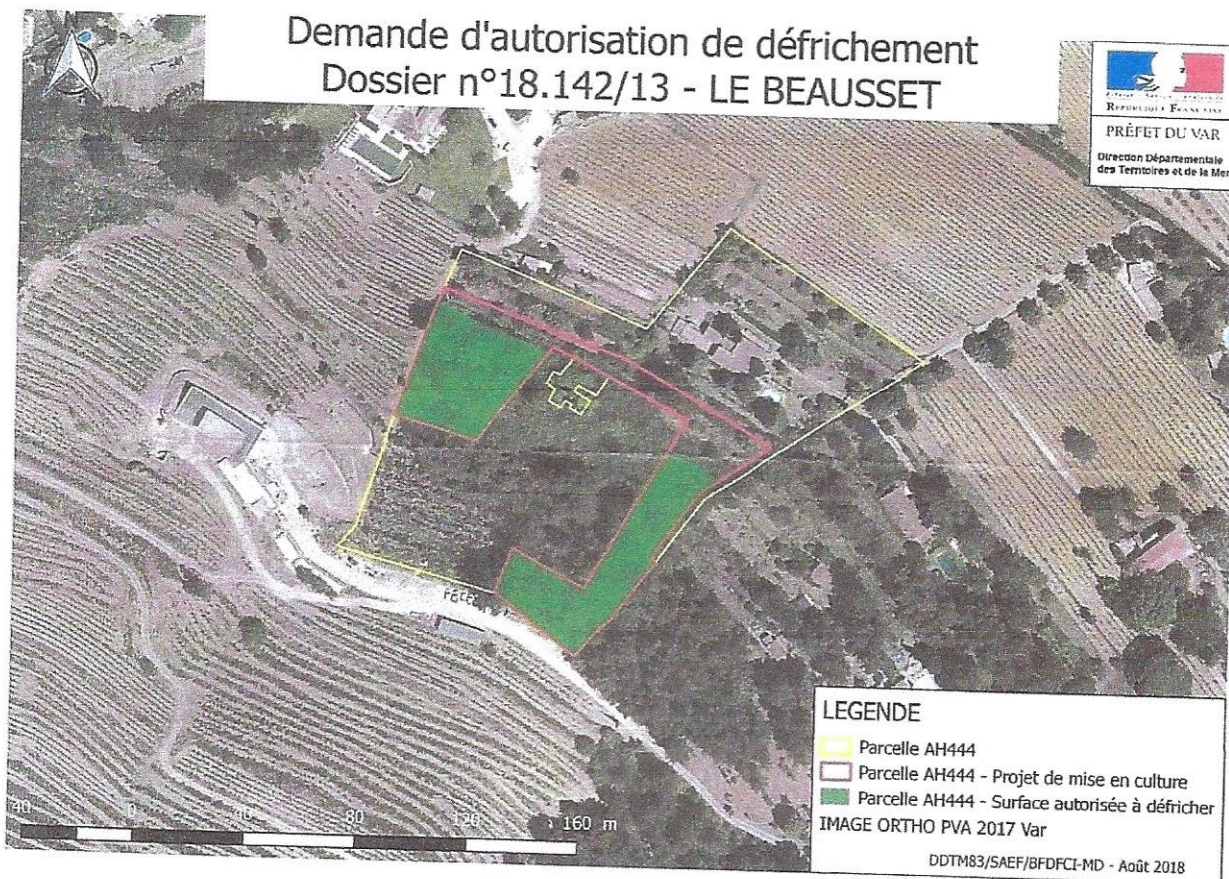 Demande d'autorisation de défrichement
Dossier n°18.142/13 - LE BEAUSSET
RÉPUBLIQUE FRANÇAISE
PRÉFET DU VAR
Direction Départementale
des Territoires et de la Mer
LEGENDE
Parcelle AH444
Parcelle AH444 - Projet de mise en culture
Parcelle AH444 - Surface autorisée à défricher
IMAGE ORTHO PVA 2017 Var
DDTM83/SAEF/BFDFCI-MD - Août 2018
40 0 40 80 120 160 m